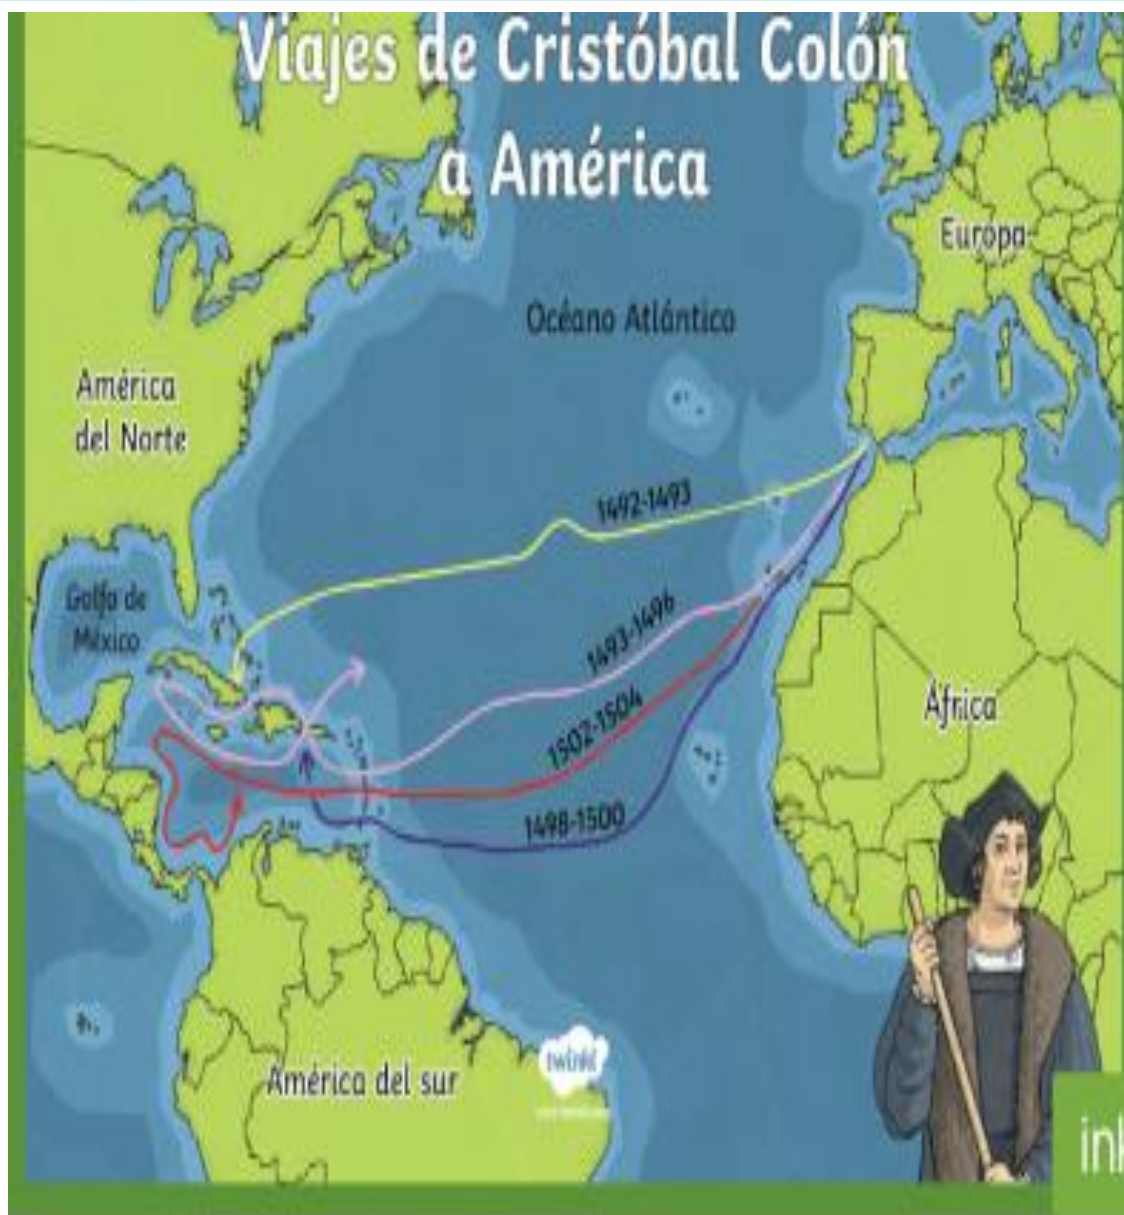 Viajes de Cristóbal Colón
a América
Europa
Océano Atlántico
América
del Norte
1492-1493
Golfo de
México
1493-1496
África
1502-1504
1498-1500
twinkl
América del sur
ink